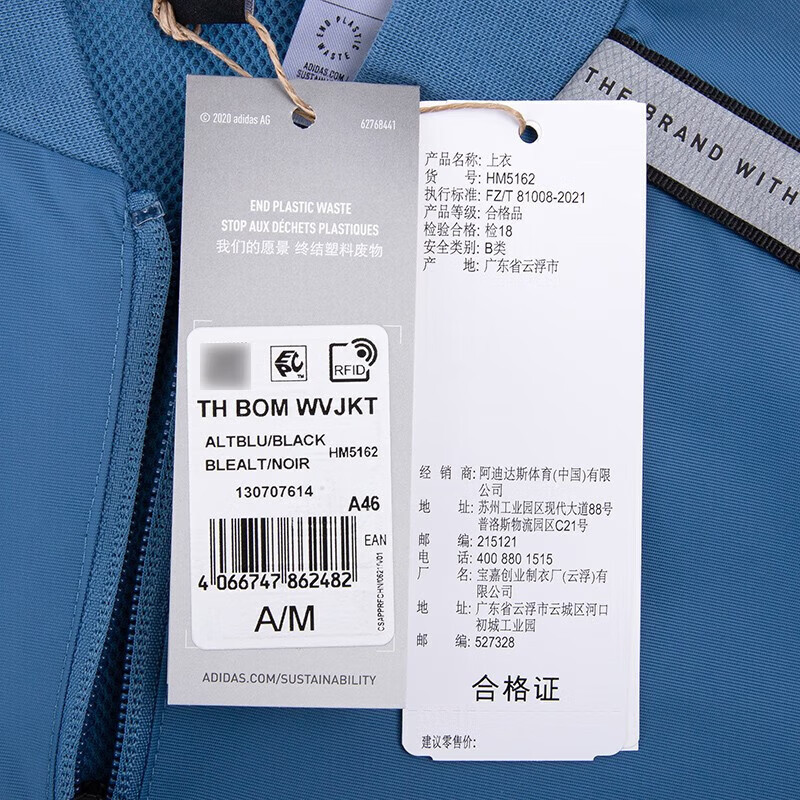 END PLASTIC WASTE
ADIDAS.COM/
SUSTAINABILITY
THE BRAND WITH
© 2020 adidas AG
62768441
END PLASTIC WASTE
STOP AUX DÉCHETS PLASTIQUES
我们的愿景 终结塑料废物
EPC TM
RFID
TH BOM WVJKT
ALTBLU/BLACK
HM5162
BLEALT/NOIR
130707614
A46
EAN
4 066747 862482
A/M
ADIDAS.COM/SUSTAINABILITY
产品名称: 上衣
货 号: HM5162
执行标准: FZ/T 81008-2021
产品等级: 合格品
检验合格: 检18
安全类别: B类
产 地: 广东省云浮市
经 销 商: 阿迪达斯体育(中国)有限
公司
地 址: 苏州工业园区现代大道88号
普洛斯物流园区C21号
邮 编: 215121
电 话: 400 880 1515
厂 名: 宝嘉创业制衣厂(云浮)有
限公司
地 址: 广东省云浮市云城区河口
初城工业园
邮 编: 527328
合格证
建议零售价: